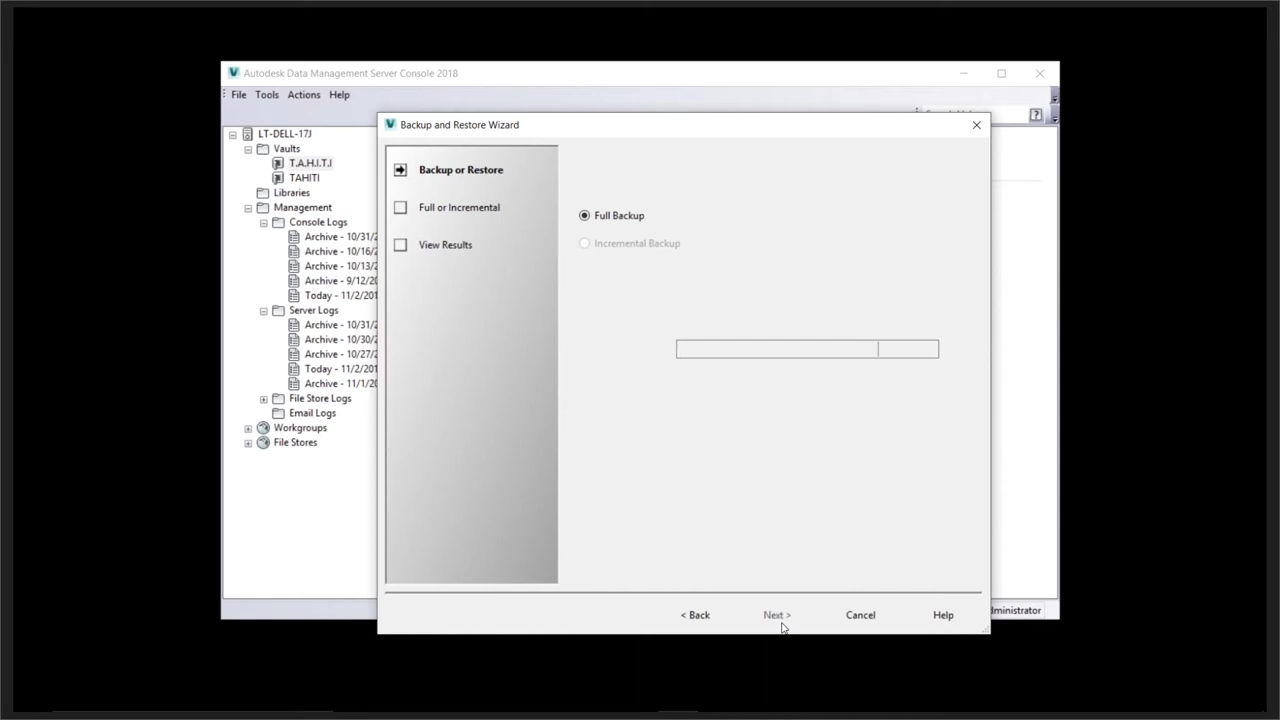 Autodesk Data Management Server Console 2018
File Tools Actions Help
Backup and Restore Wizard
LT-DELL-17J
Vaults
T.A.H.I.T.I
TAHITI
Libraries
Management
Console Logs
Archive - 10/31/2
Archive - 10/16/2
Archive - 10/13/2
Archive - 9/12/20
Today - 11/2/201
Server Logs
Archive - 10/31/2
Archive - 10/30/2
Archive - 10/27/2
Today - 11/2/201
Archive - 11/1/20
File Store Logs
Email Logs
Workgroups
File Stores
Backup or Restore
Full or Incremental
View Results
Full Backup
Incremental Backup
< Back Next > Cancel Help
dministrator